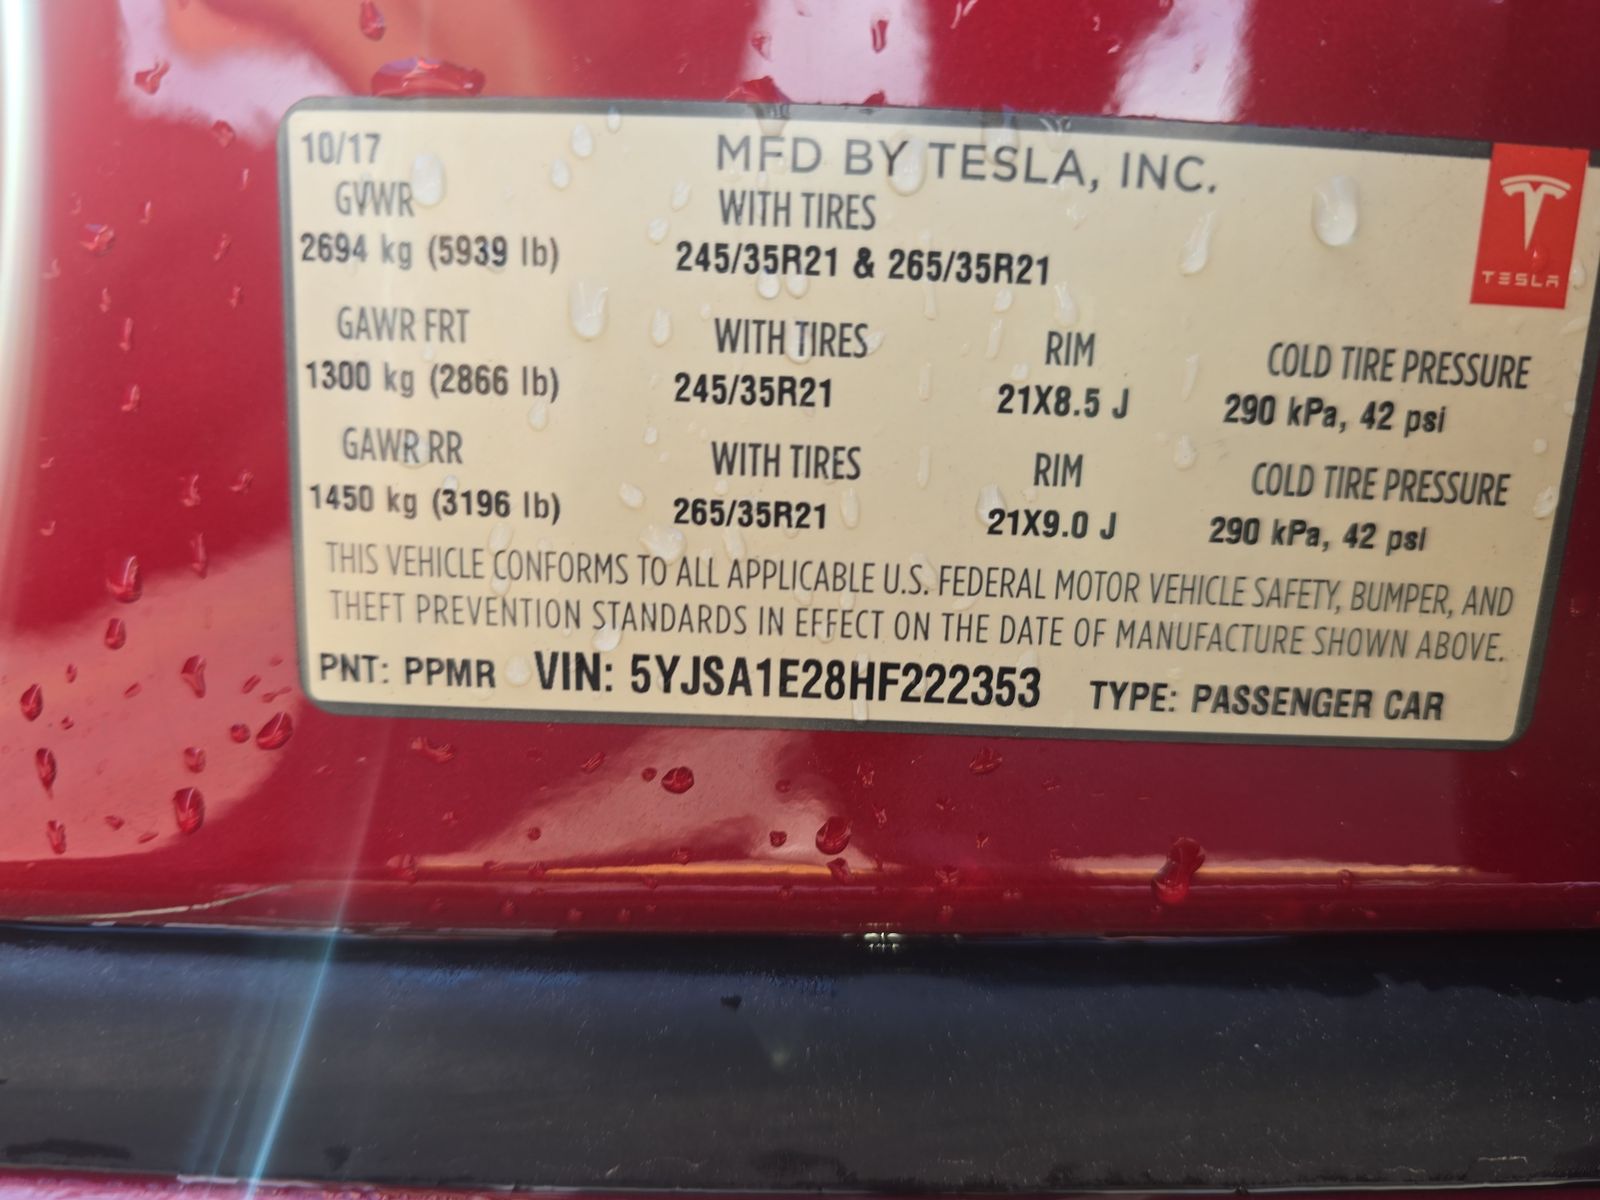 10/17 MFD BY TESLA, INC.
GVWR WITH TIRES
2694 kg (5939 lb) 245/35R21 & 265/35R21
TESLA
GAWR FRT WITH TIRES RIM COLD TIRE PRESSURE
1300 kg (2866 lb) 245/35R21 21X8.5 J 290 kPa, 42 psi
GAWR RR WITH TIRES RIM COLD TIRE PRESSURE
1450 kg (3196 lb) 265/35R21 21X9.0 J 290 kPa, 42 psi
THIS VEHICLE CONFORMS TO ALL APPLICABLE U.S. FEDERAL MOTOR VEHICLE SAFETY, BUMPER, AND
THEFT PREVENTION STANDARDS IN EFFECT ON THE DATE OF MANUFACTURE SHOWN ABOVE.
PNT: PPMR VIN: 5YJSA1E28HF222353 TYPE: PASSENGER CAR